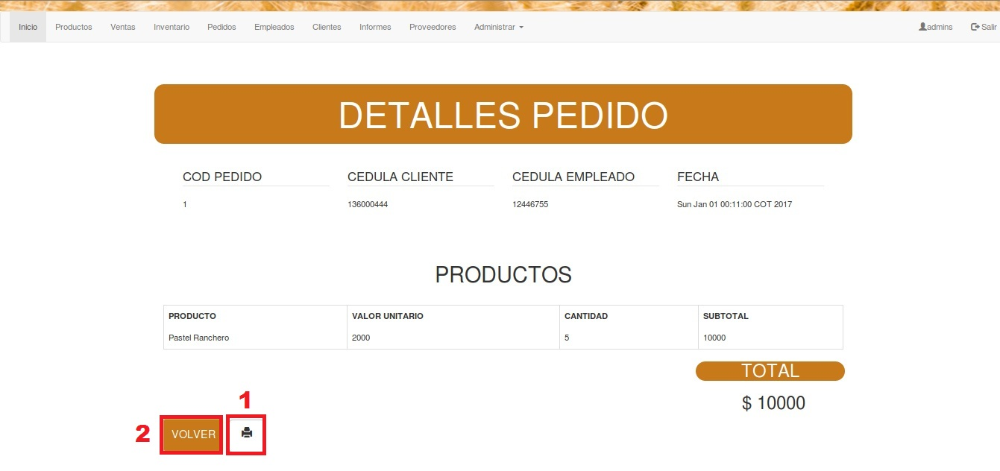 Inicio Productos Ventas Inventario Pedidos Empleados Clientes Informes Proveedores Administrar admins Salir
DETALLES PEDIDO
COD PEDIDO CEDULA CLIENTE CEDULA EMPLEADO FECHA
1 136000444 12446755 Sun Jan 01 00:11:00 COT 2017
PRODUCTOS
PRODUCTO VALOR UNITARIO CANTIDAD SUBTOTAL
Pastel Ranchero 2000 5 10000
TOTAL
$ 10000
1
2 VOLVER